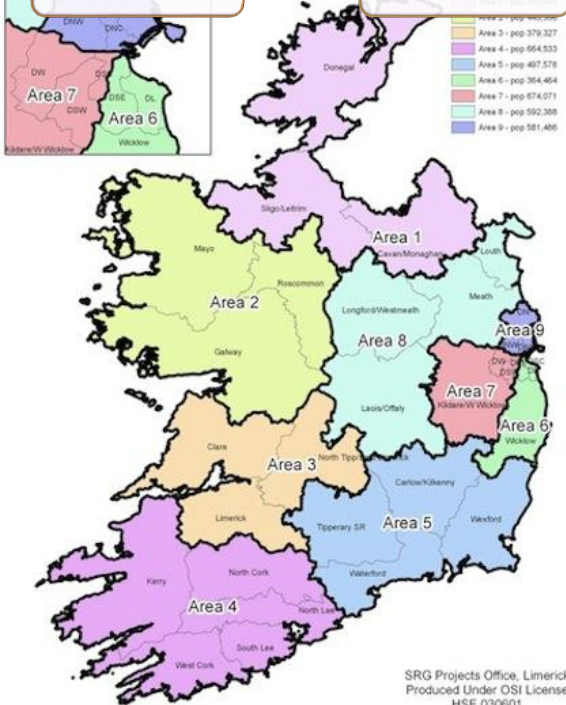 DNW
DNC
DW
DSW
DSE
DL
Area 7
Area 6
Kildare/W Wicklow
Wicklow
Area 3 - pop 379,327
Area 4 - pop 664,533
Area 5 - pop 497,578
Area 6 - pop 364,464
Area 7 - pop 674,071
Area 8 - pop 592,388
Area 9 - pop 581,486
Donegal
Sligo/Leitrim
Area 1
Cavan/Monaghan
Louth
Mayo
Roscommon
Meath
Area 2
Longford/Westmeath
Area 9
Galway
Area 8
Area 7
Kildare/W Wicklow
Laois/Offaly
Area 6
Wicklow
Clare
Area 3
North Tipp/
Carlow/Kilkenny
Limerick
Tipperary SR
Area 5
Wexford
Waterford
Kerry
North Cork
Area 4
North Lee
South Lee
West Cork
SRG Projects Office, Limerick
Produced Under OSI License
HSE 030601